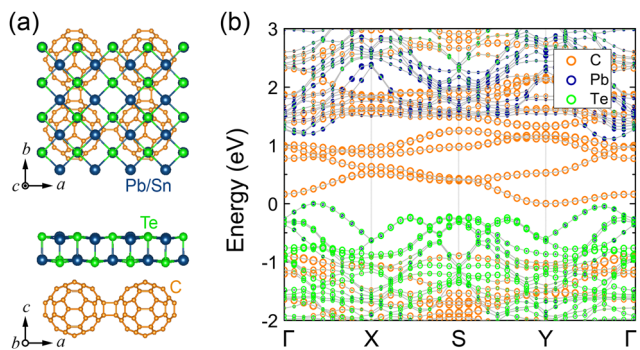 (a)
b
c
a
Pb/Sn
Te
C
c
b
a
(b)
Energy (eV)
3
2
1
0
-1
-2
C
Pb
Te
Γ X S Y Γ